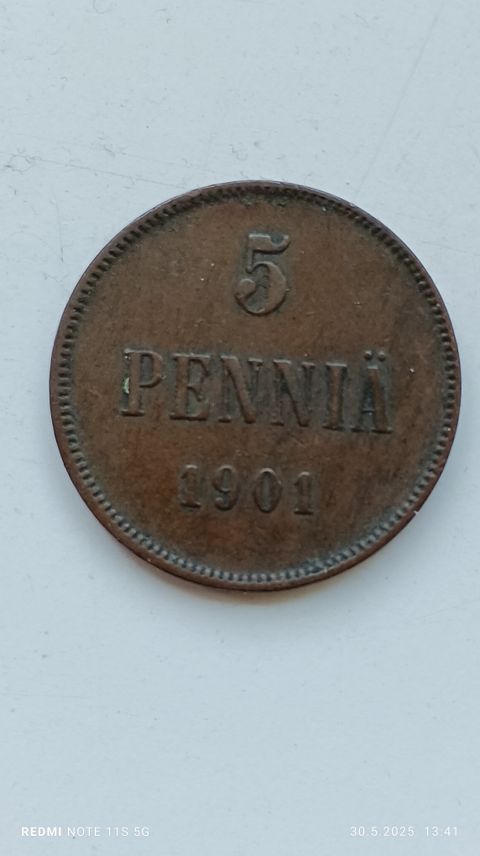 5
PENNIÄ
1901
REDMI NOTE 11S 5G
30.5.2025 13:41